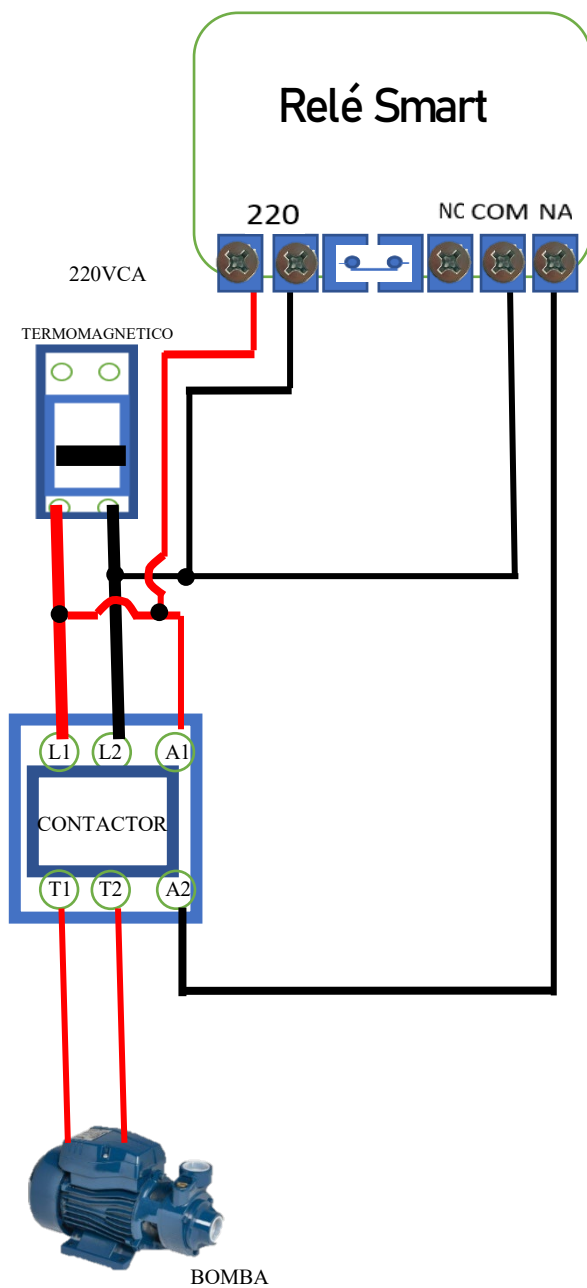 Relé Smart
220 NC COM NA
220VCA
TERMOMAGNETICO
L1 L2 A1
CONTACTOR
T1 T2 A2
BOMBA